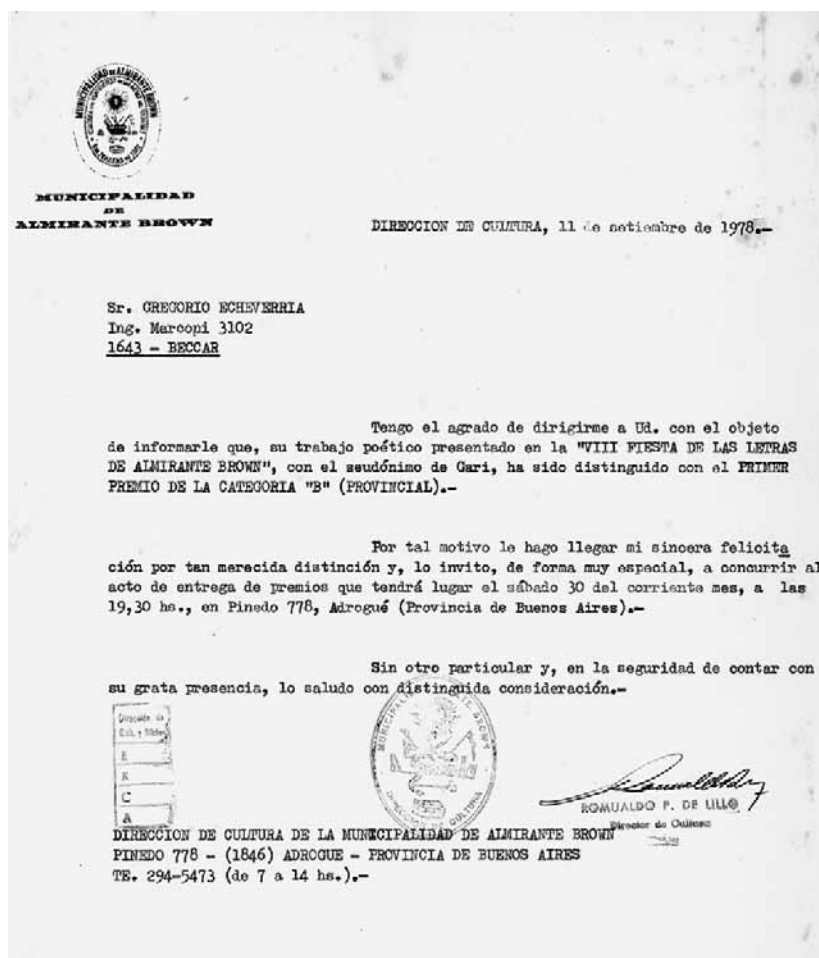 MUNICIPALIDAD DE ALMIRANTE BROWN
MUNICIPALIDAD
DE
ALMIRANTE BROWN
DIRECCION DE CULTURA, 11 de setiembre de 1978.-
Sr. GREGORIO ECHEVERRIA
Ing. Marconi 3102
1643 - BECCAR
Tengo el agrado de dirigirme a Ud. con el objeto
de informarle que, su trabajo poético presentado en la "VIII FIESTA DE LAS LETRAS
DE ALMIRANTE BROWN", con el seudónimo de Gari, ha sido distinguido con el PRIMER
PREMIO DE LA CATEGORIA "B" (PROVINCIAL).-
Por tal motivo le hago llegar mi sincera felicita
ción por tan merecida distinción y, lo invito, de forma muy especial, a concurrir al
acto de entrega de premios que tendrá lugar el sábado 30 del corriente mes, a las
19,30 hs., en Pinedo 778, Adrogué (Provincia de Buenos Aires).-
Sin otro particular y, en la seguridad de contar con
su grata presencia, lo saludo con distinguida consideración.-
Dirección de
E
K
C
A
ROMUALDO P. DE LILLO
Director de Cultura
DIRECCION DE CULTURA DE LA MUNICIPALIDAD DE ALMIRANTE BROWN
PINEDO 778 - (1846) ADROGUE - PROVINCIA DE BUENOS AIRES
TE. 294-5473 (de 7 a 14 hs.).-